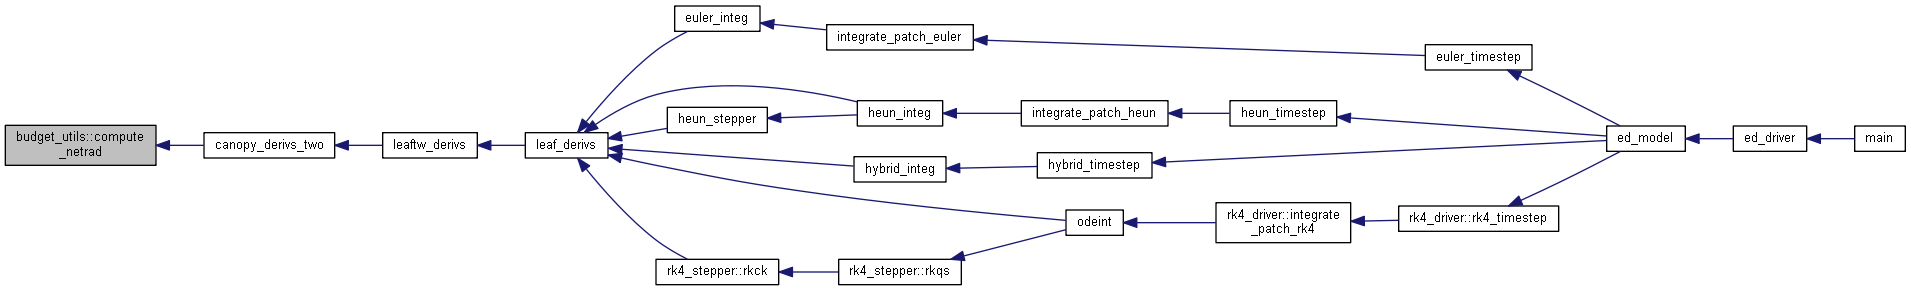 budget_utils::compute
_netrad
canopy_derivs_two
leaftw_derivs
leaf_derivs
euler_integ
integrate_patch_euler
euler_timestep
heun_stepper
heun_integ
integrate_patch_heun
heun_timestep
hybrid_integ
hybrid_timestep
odeint
rk4_driver::integrate
_patch_rk4
rk4_driver::rk4_timestep
rk4_stepper::rkck
rk4_stepper::rkqs
ed_model
ed_driver
main